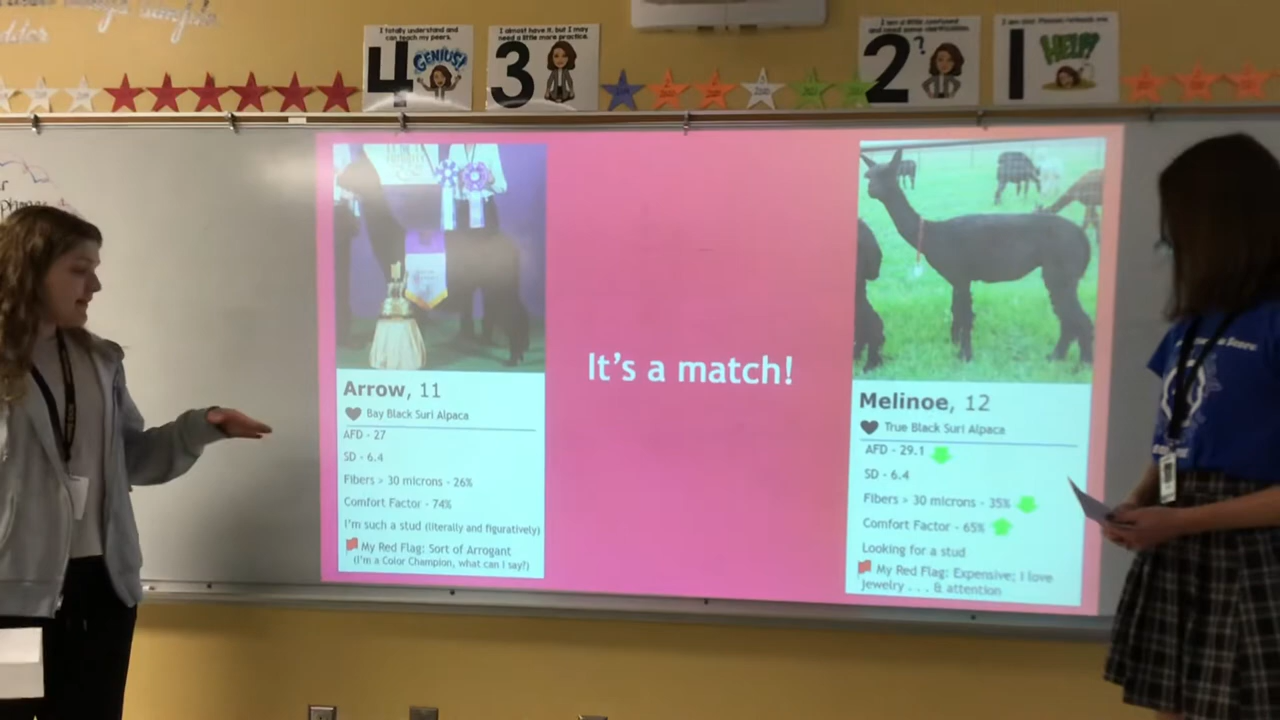 I totally understand and
can teach my peers.
4
GENIUS!
I almost have it, but I may
need a little more practice.
3
I am a little confused
and need some clarification.
2
?
1
HELP!
It's a match!
Arrow, 11
Bay Black Suri Alpaca
AFD - 27
SD - 6.4
Fibers > 30 microns - 26%
Comfort Factor - 74%
I'm such a stud (literally and figuratively)
My Red Flag: Sort of Arrogant
(I'm a Color Champion, what can I say?)
Melinoe, 12
True Black Suri Alpaca
AFD - 29.1
SD - 6.4
Fibers > 30 microns - 35%
Comfort Factor - 65%
Looking for a stud
My Red Flag: Expensive; I love
jewelry . . . & attention